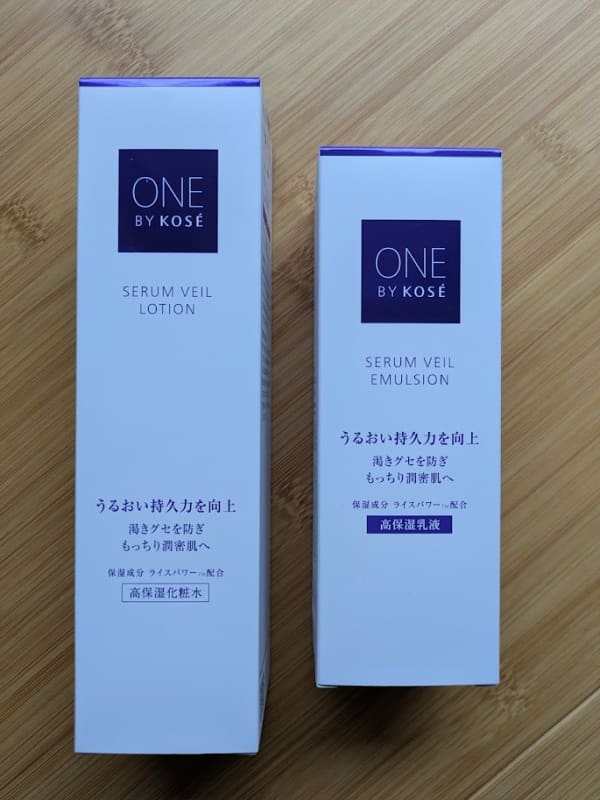 ONE
BY KOSÉ
SERUM VEIL
LOTION
うるおい持久力を向上
渇きグセを防ぎ
もっちり潤密肌へ
保湿成分 ライスパワー™配合
高保湿化粧水
ONE
BY KOSÉ
SERUM VEIL
EMULSION
うるおい持久力を向上
渇きグセを防ぎ
もっちり潤密肌へ
保湿成分 ライスパワー™配合
高保湿乳液